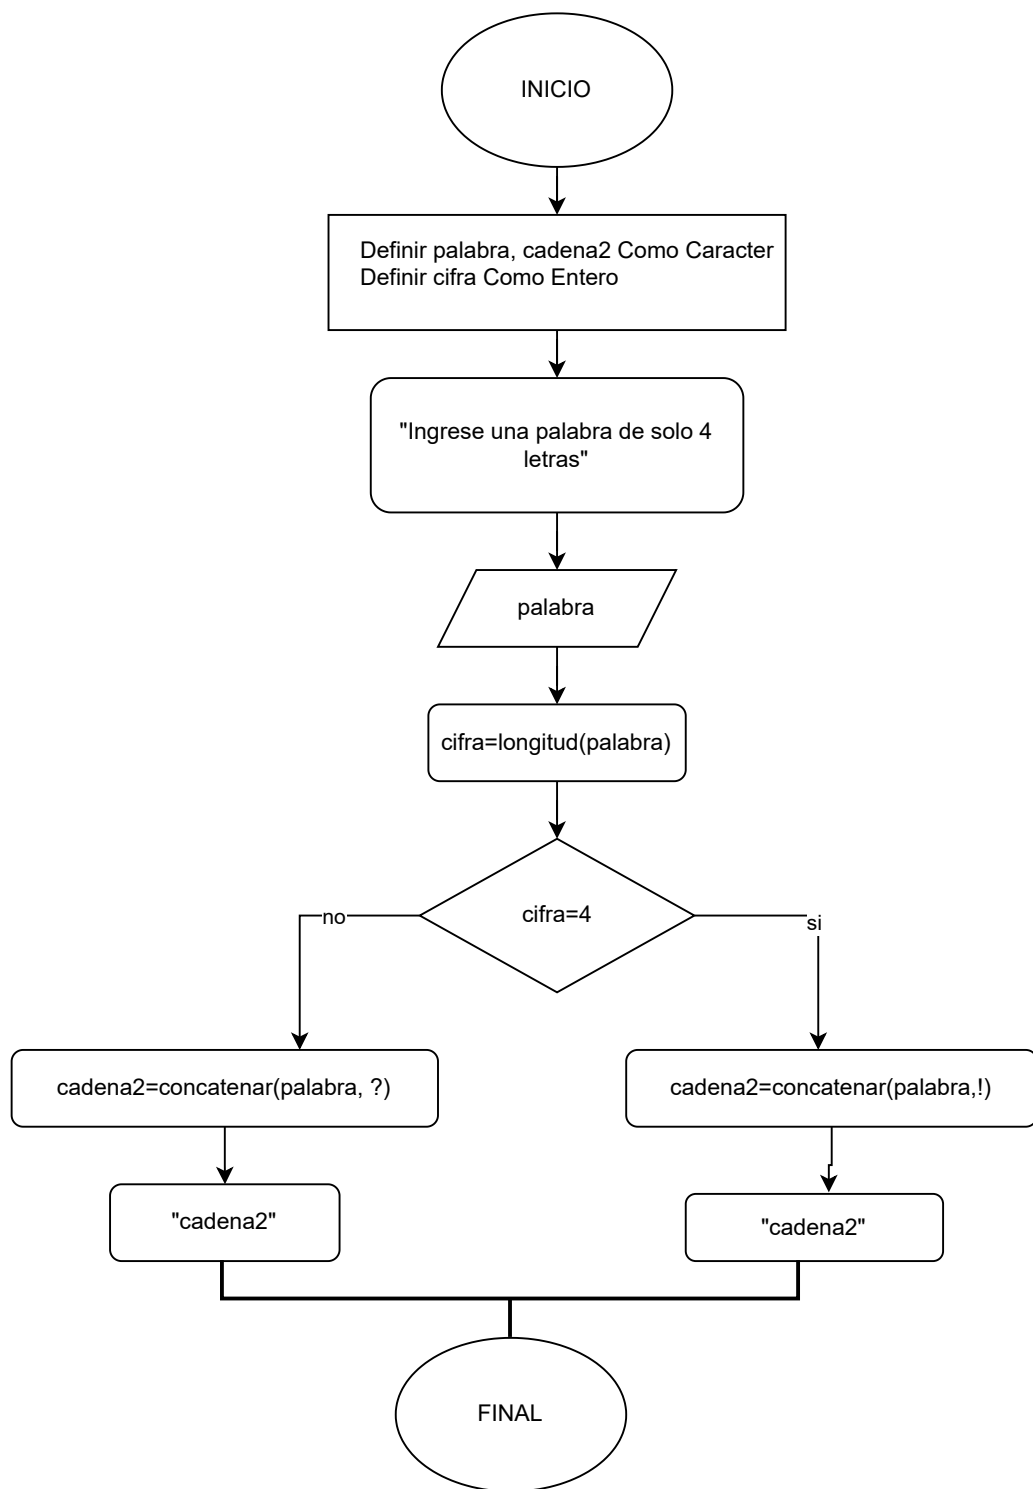 INICIO
Definir palabra, cadena2 Como Caracter
Definir cifra Como Entero
"Ingrese una palabra de solo 4
letras"
palabra
cifra=longitud(palabra)
cifra=4
no
si
cadena2=concatenar(palabra, ?)
cadena2=concatenar(palabra,!)
"cadena2"
"cadena2"
FINAL